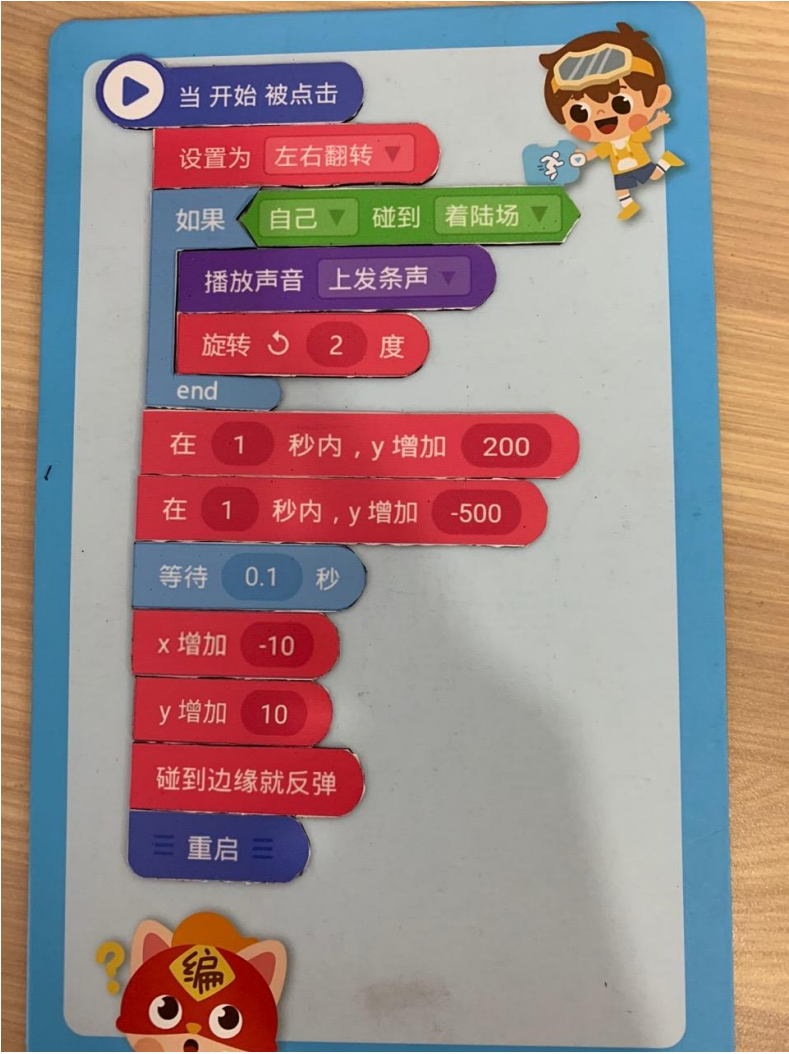 当 开始 被点击
设置为 左右翻转
如果 自己 碰到 着陆场
播放声音 上发条声
旋转 2 度
end
在 1 秒内，y 增加 200
在 1 秒内，y 增加 -500
等待 0.1 秒
x 增加 -10
y 增加 10
碰到边缘就反弹
重启
?
编